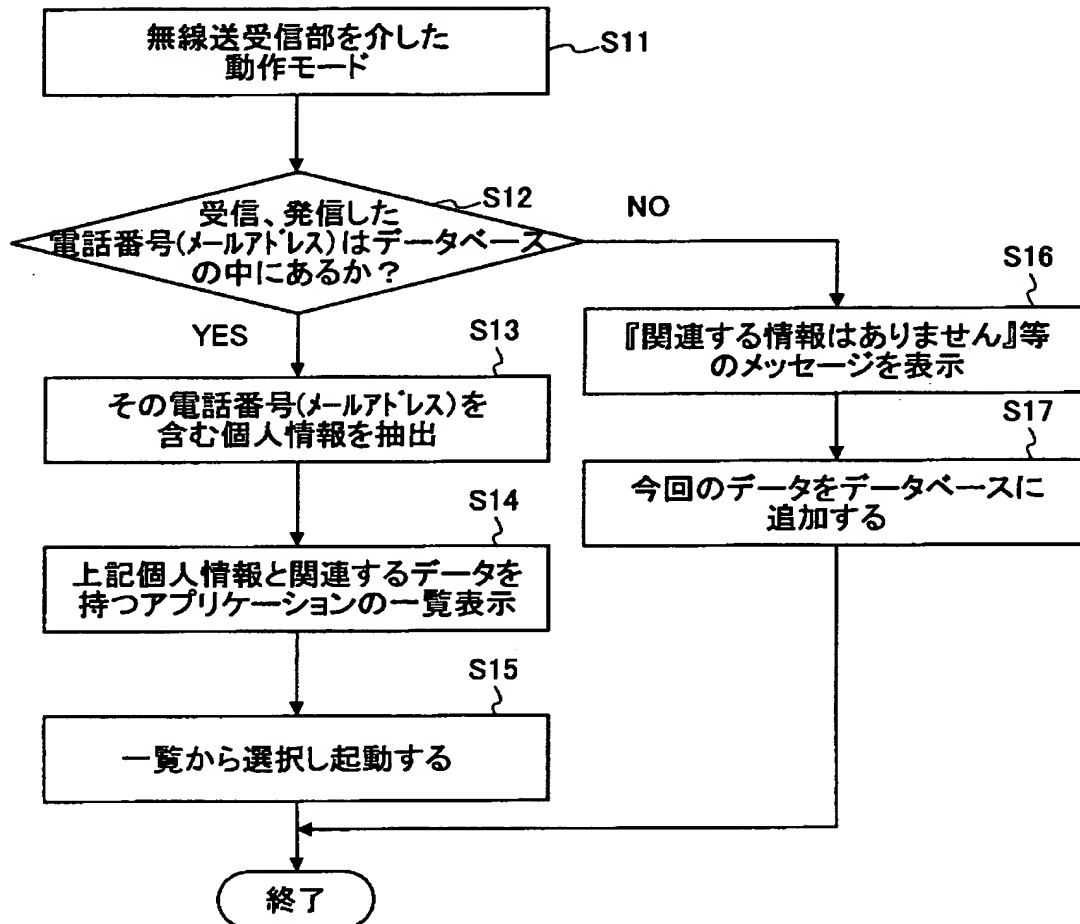 無線送受信部を介した
動作モード
S11
S12
受信、発信した
電話番号(メールアドレス)はデータベース
の中にあるか？
NO
YES
S13
その電話番号(メールアドレス)を
含む個人情報を抽出
S14
上記個人情報と関連するデータを
持つアプリケーションの一覧表示
S15
一覧から選択し起動する
S16
『関連する情報はありません』等
のメッセージを表示
S17
今回のデータをデータベースに
追加する
終了